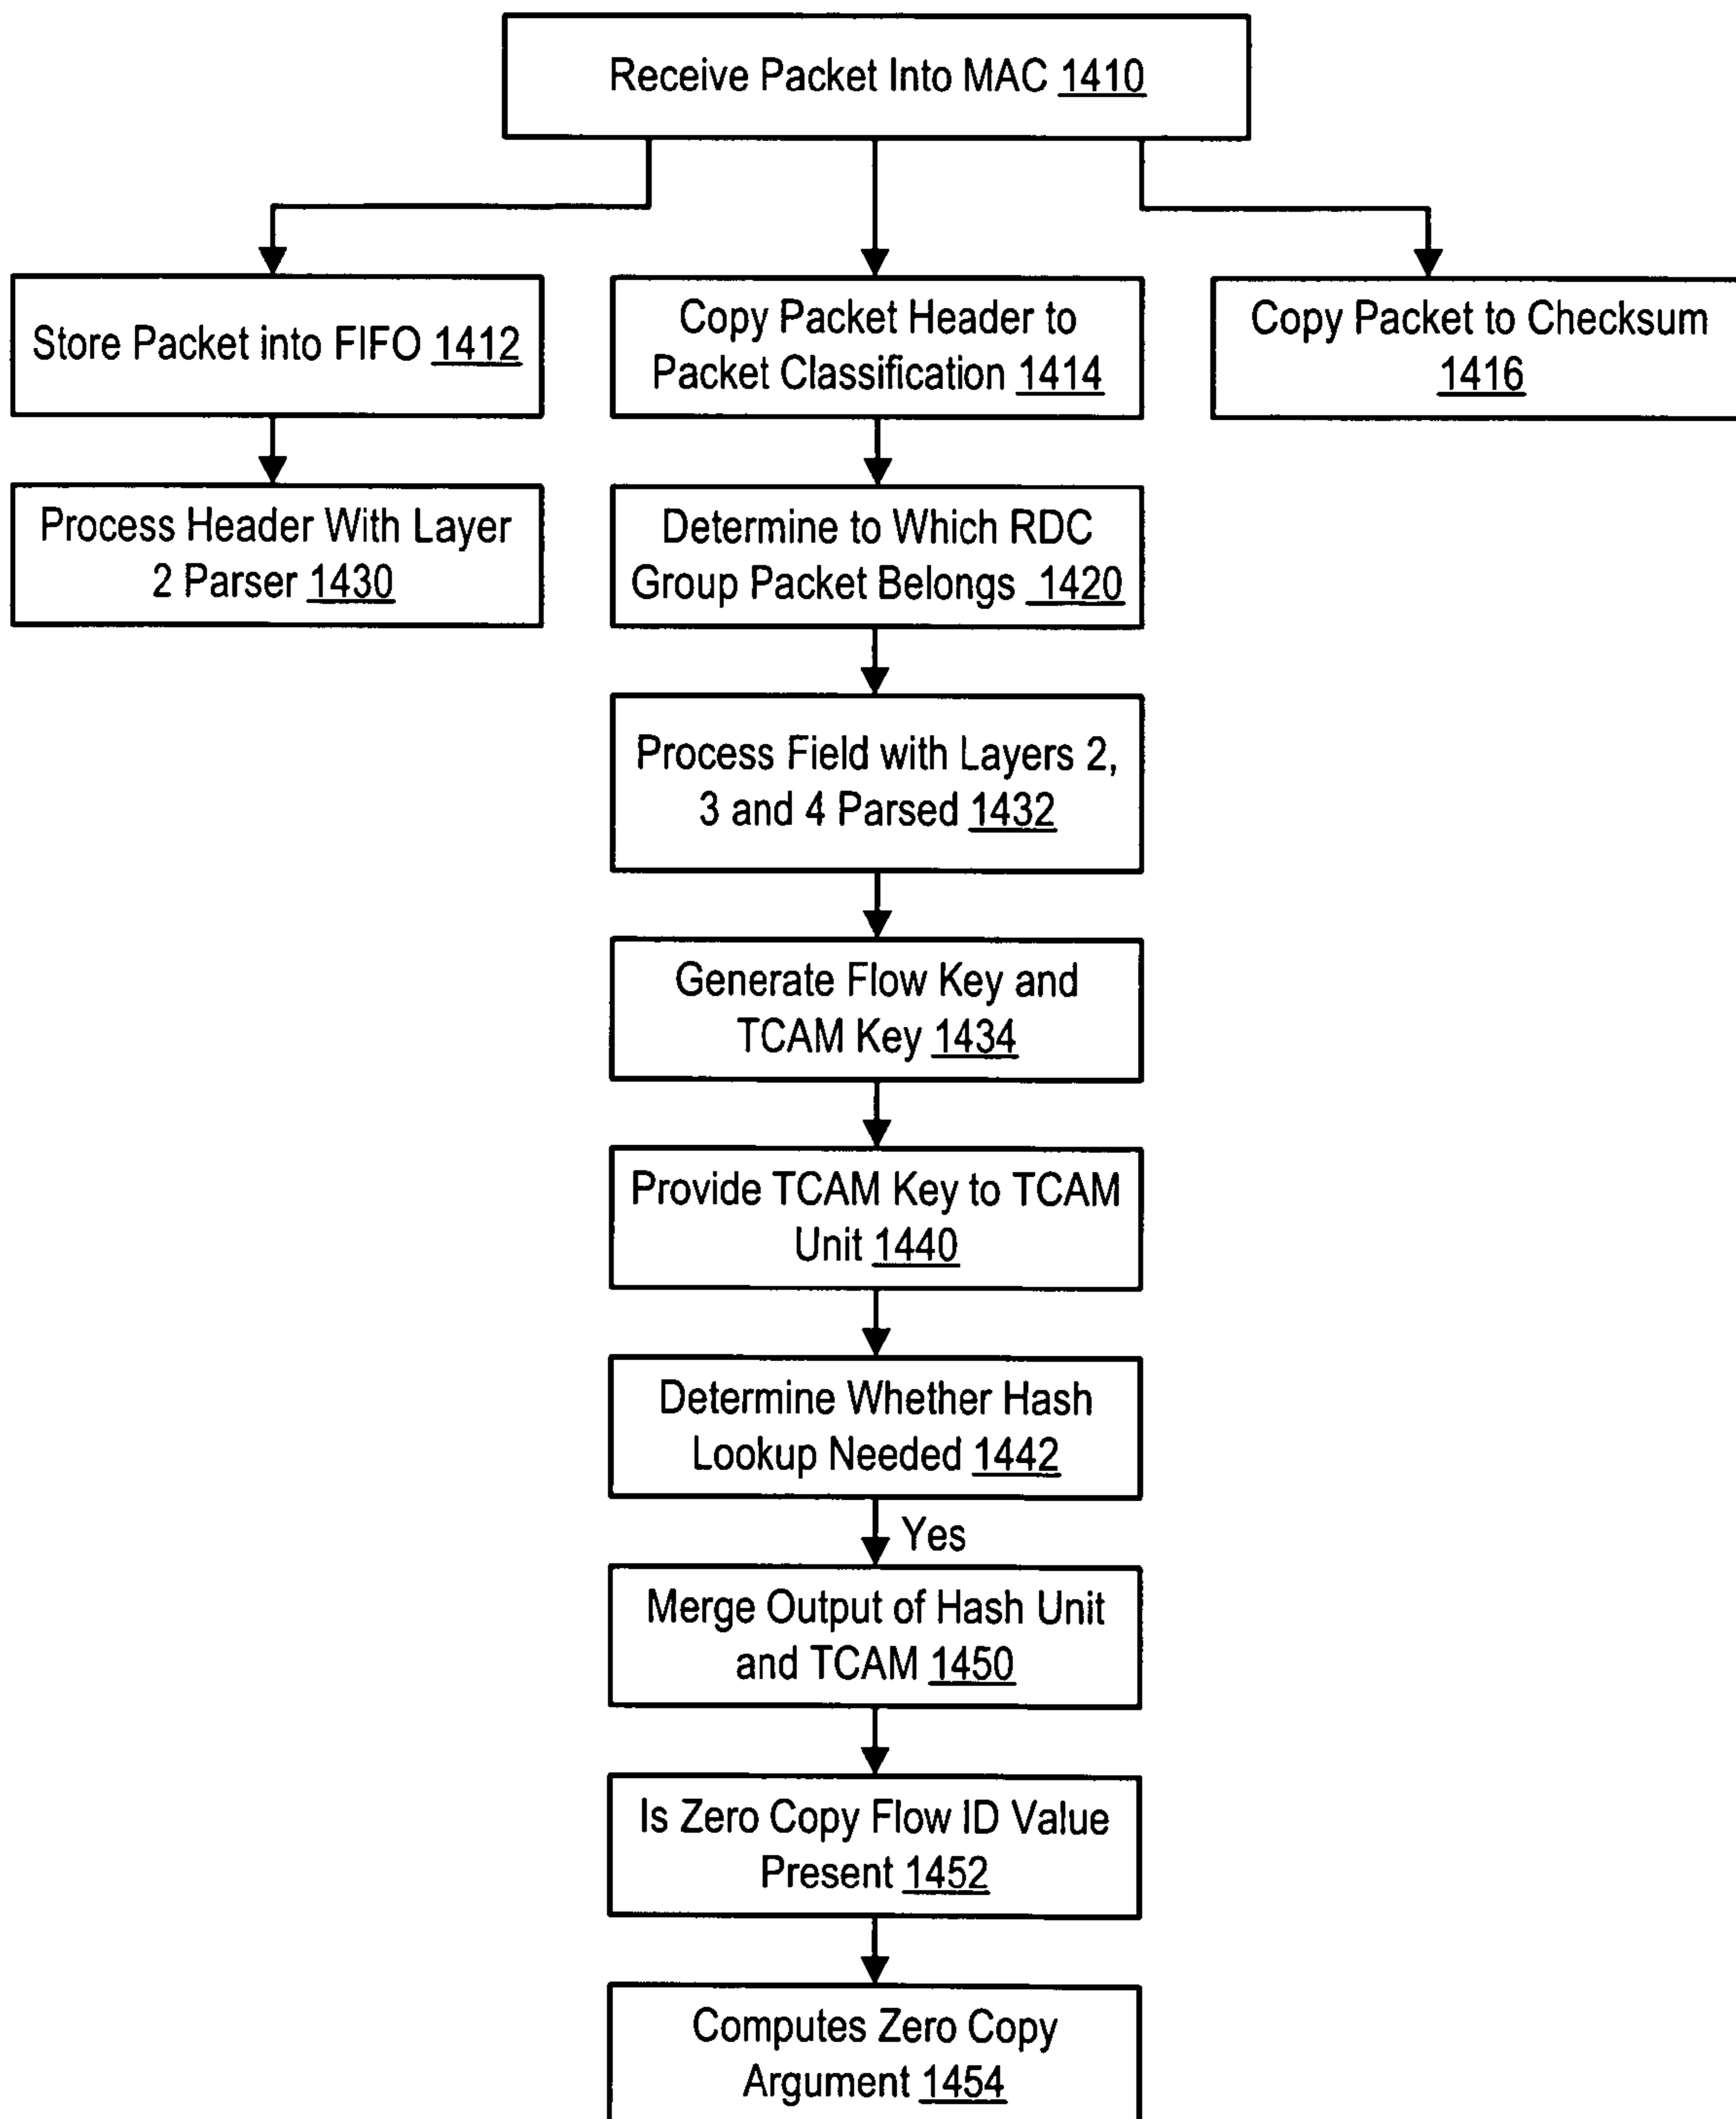 Receive Packet Into MAC 1410
Store Packet into FIFO 1412
Copy Packet Header to
Packet Classification 1414
Copy Packet to Checksum
1416
Process Header With Layer
2 Parser 1430
Determine to Which RDC
Group Packet Belongs 1420
Process Field with Layers 2,
3 and 4 Parsed 1432
Generate Flow Key and
TCAM Key 1434
Provide TCAM Key to TCAM
Unit 1440
Determine Whether Hash
Lookup Needed 1442
Yes
Merge Output of Hash Unit
and TCAM 1450
Is Zero Copy Flow ID Value
Present 1452
Computes Zero Copy
Argument 1454